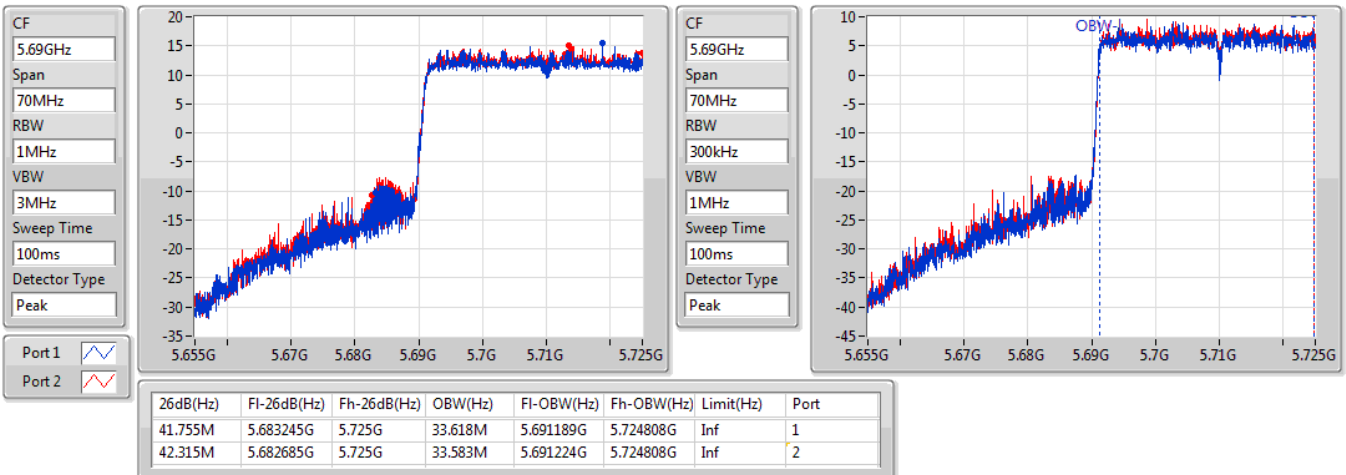 CF
5.69GHz
Span
70MHz
RBW
1MHz
VBW
3MHz
Sweep Time
100ms
Detector Type
Peak
Port 1
Port 2
20
15
10
5
0
-5
-10
-15
-20
-25
-30
-35
5.655G 5.67G 5.68G 5.69G 5.7G 5.71G 5.725G
CF
5.69GHz
Span
70MHz
RBW
300kHz
VBW
1MHz
Sweep Time
100ms
Detector Type
Peak
OBW-
10
5
0
-5
-10
-15
-20
-25
-30
-35
-40
-45
5.655G 5.67G 5.68G 5.69G 5.7G 5.71G 5.725G
26dB(Hz) Fl-26dB(Hz) Fh-26dB(Hz) OBW(Hz) Fl-OBW(Hz) Fh-OBW(Hz) Limit(Hz) Port
41.755M 5.683245G 5.725G 33.618M 5.691189G 5.724808G Inf 1
42.315M 5.682685G 5.725G 33.583M 5.691224G 5.724808G Inf 2